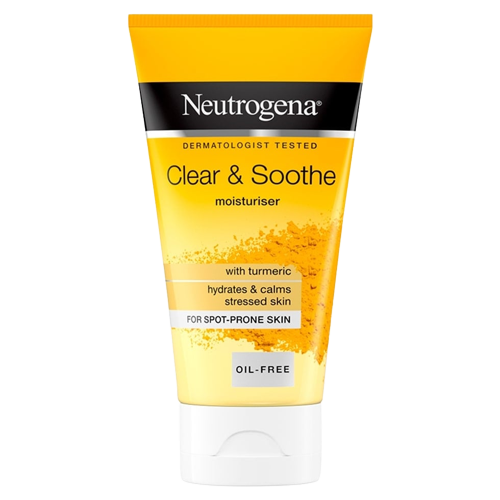 Neutrogena®
DERMATOLOGIST TESTED
Clear & Soothe
moisturiser
with turmeric
hydrates & calms
stressed skin
FOR SPOT-PRONE SKIN
OIL-FREE